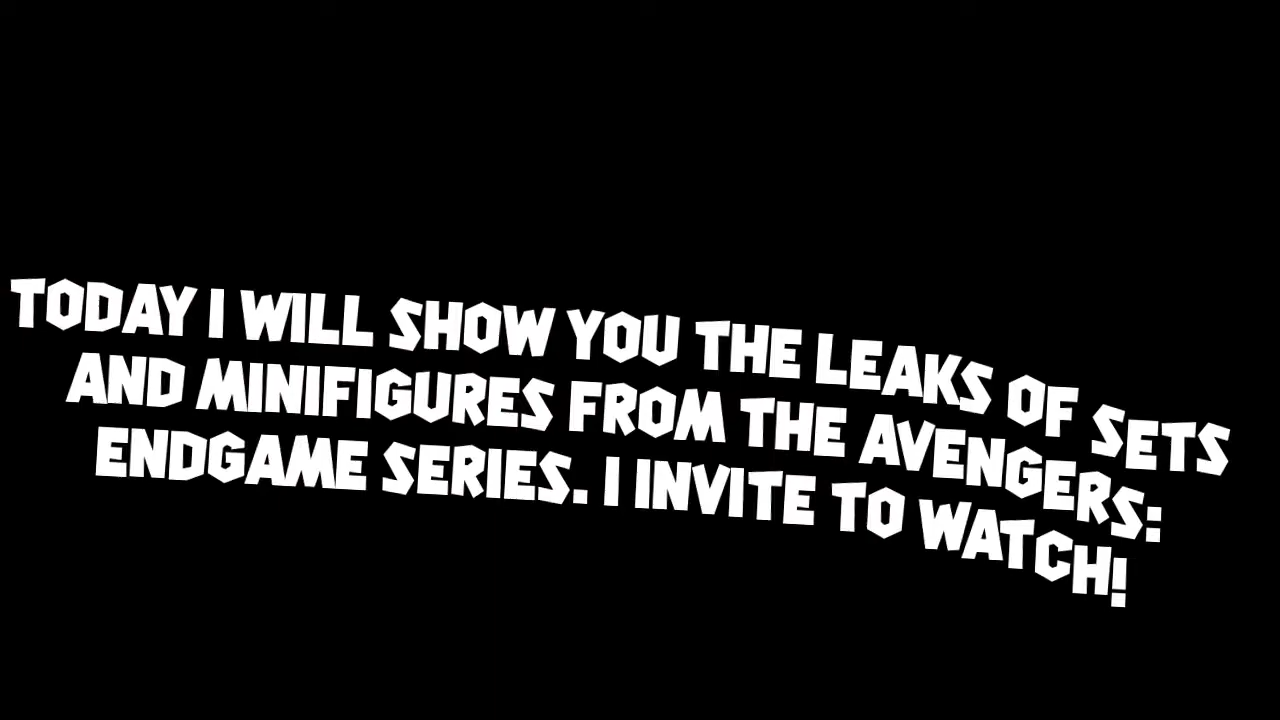 TODAY I WILL SHOW YOU THE LEAKS OF SETS
AND MINIFIGURES FROM THE AVENGERS:
ENDGAME SERIES. I INVITE TO WATCH!